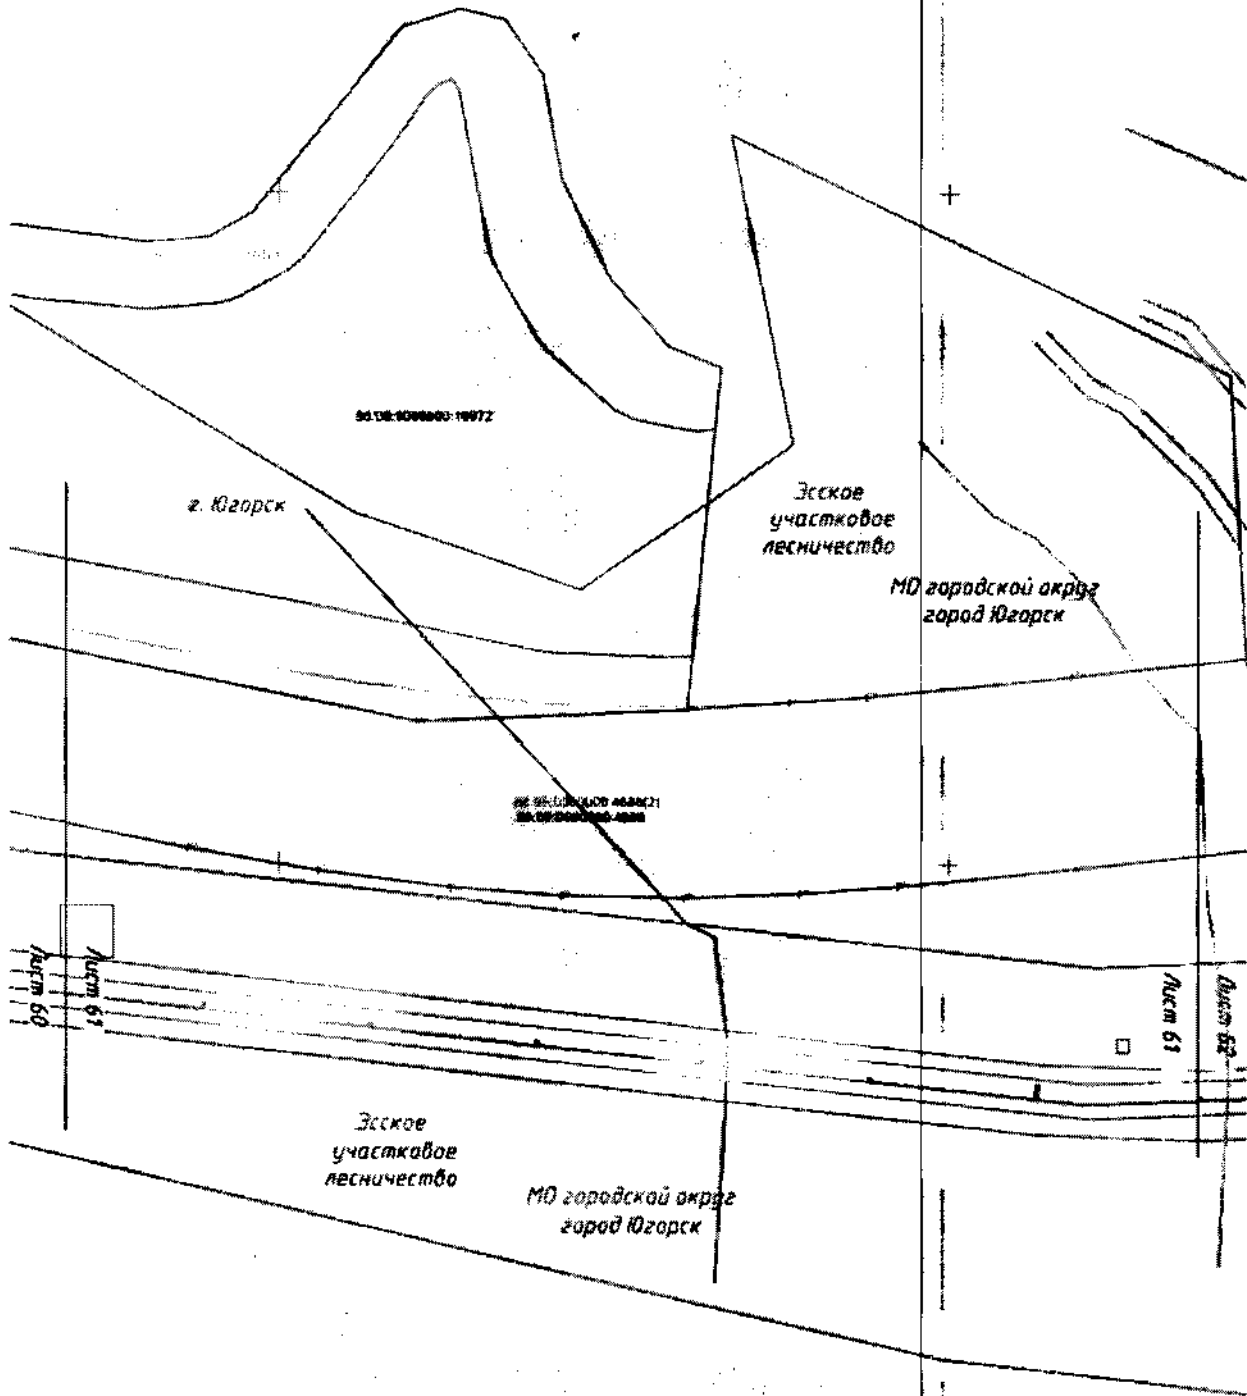 г. Югорск
Эсское
участковое
лесничество
МО городской округ
город Югорск
Лист 60
Лист 61
Лист 61
Лист 62
Эсское
участковое
лесничество
МО городской округ
город Югорск